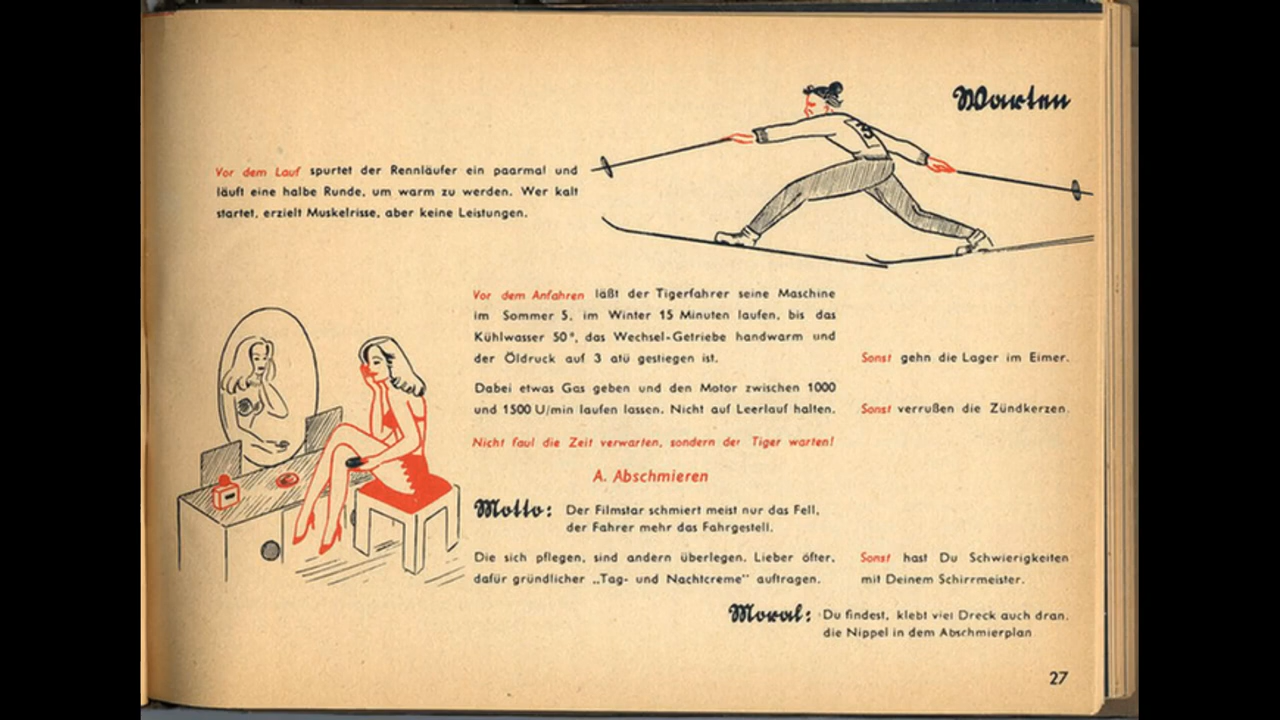 Warten
Vor dem Lauf spurtet der Rennläufer ein paarmal und
läuft eine halbe Runde, um warm zu werden. Wer kalt
startet, erzielt Muskelrisse, aber keine Leistungen.
Vor dem Anfahren läßt der Tigerfahrer seine Maschine
im Sommer 5, im Winter 15 Minuten laufen, bis das
Kühlwasser 50°, das Wechsel-Getriebe handwarm und
der Öldruck auf 3 atü gestiegen ist.
Sonst gehn die Lager im Eimer.
Dabei etwas Gas geben und den Motor zwischen 1000
und 1500 U/min laufen lassen. Nicht auf Leerlauf halten.
Sonst verrußen die Zündkerzen.
Nicht faul die Zeit verwarten, sondern der Tiger warten!
A. Abschmieren
Motto: Der Filmstar schmiert meist nur das Fell,
der Fahrer mehr das Fahrgestell.
Die sich pflegen, sind andern überlegen. Lieber öfter,
dafür gründlicher „Tag- und Nachtcreme" auftragen.
Sonst hast Du Schwierigkeiten
mit Deinem Schirrmeister.
Moral: Du findest, klebt viel Dreck auch dran,
die Nippel in dem Abschmierplan
27